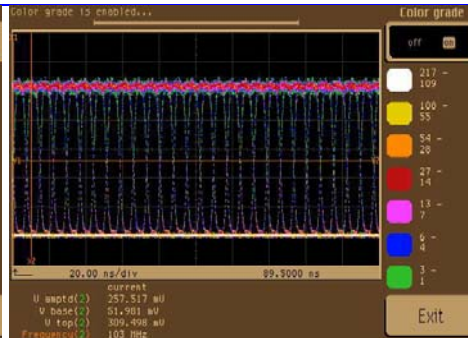 Color grade is enabled...
Color grade
off on
217 -
109
108 -
55
54 -
28
27 -
14
13 -
7
6 -
4
3 -
1
20.00 ns/div 89.5000 ns
current
V amptd(2) 257.517 mV
V base(2) 51.981 mV
V top(2) 309.498 mV
Frequency(2) 103 MHz
Exit